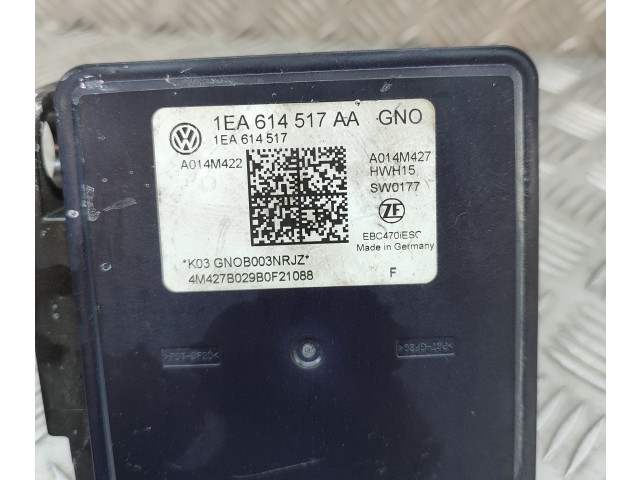 1EA 614 517 AA GNO
1EA 614 517
A014M422
A014M427
HWH15
SW0177
ZF
EBC470iESC
Made in Germany
*K03 GNOB003NRJZ*
4M427B029B0F21088
F